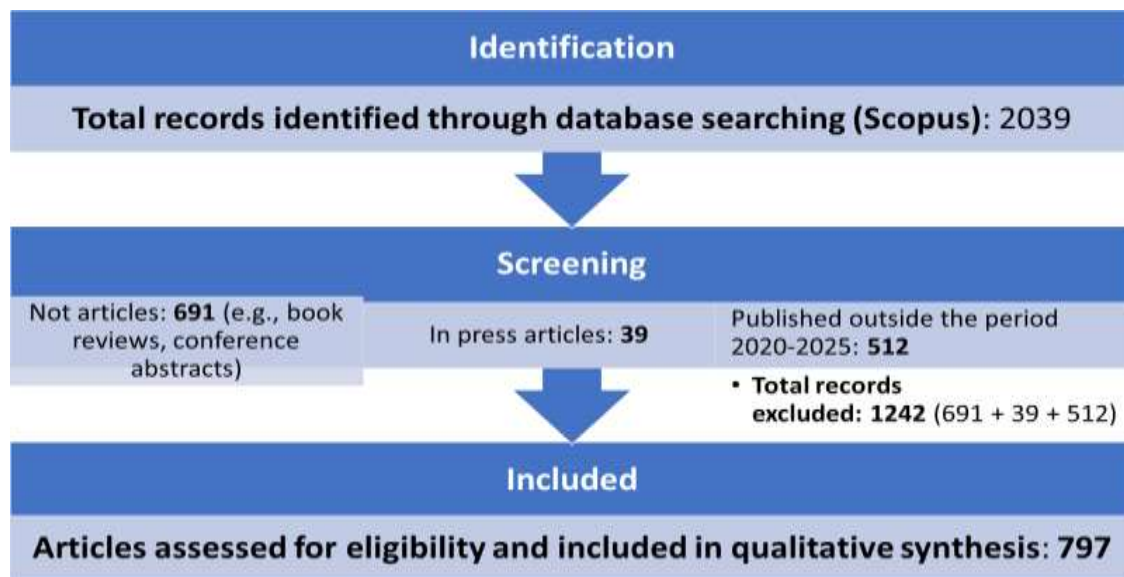 Identification
Total records identified through database searching (Scopus): 2039
Screening
Not articles: 691 (e.g., book
reviews, conference
abstracts)
In press articles: 39
Published outside the period
2020-2025: 512
• Total records
excluded: 1242 (691 + 39 + 512)
Included
Articles assessed for eligibility and included in qualitative synthesis: 797